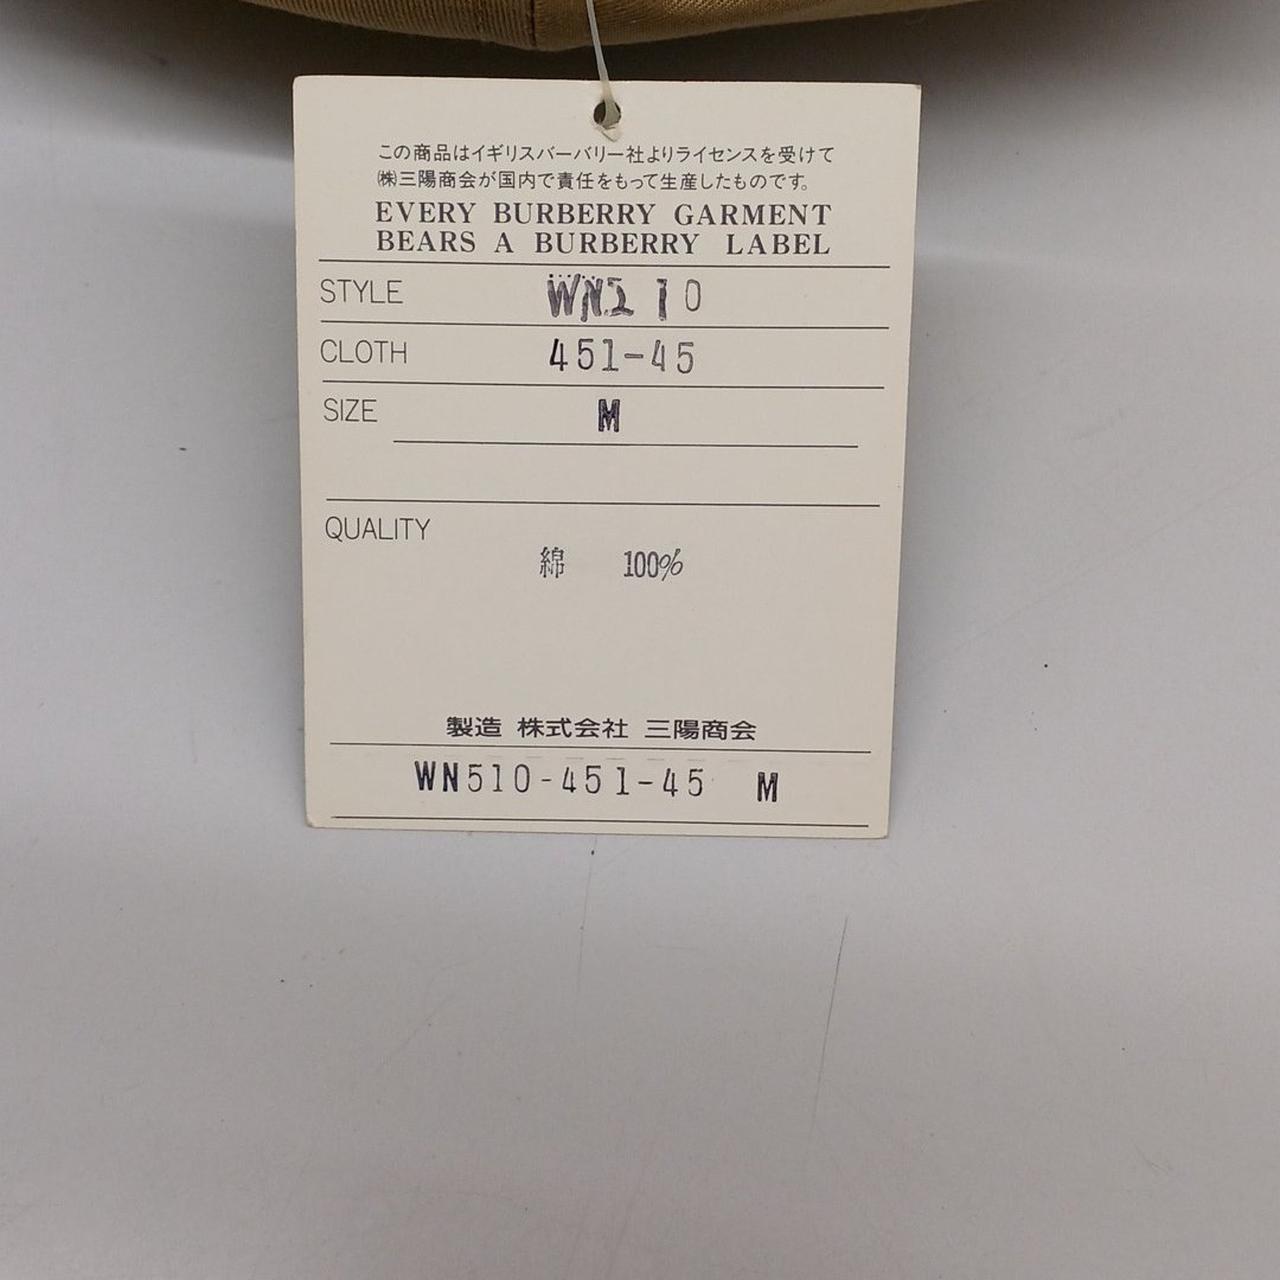 この商品はイギリスバーバリー社よりライセンスを受けて
㈱三陽商会が国内で責任をもって生産したものです。
EVERY BURBERRY GARMENT
BEARS A BURBERRY LABEL
STYLE 10
CLOTH 451-45
SIZE M
QUALITY
綿 100%
製造 株式会社 三陽商会
WN510-451-45 M